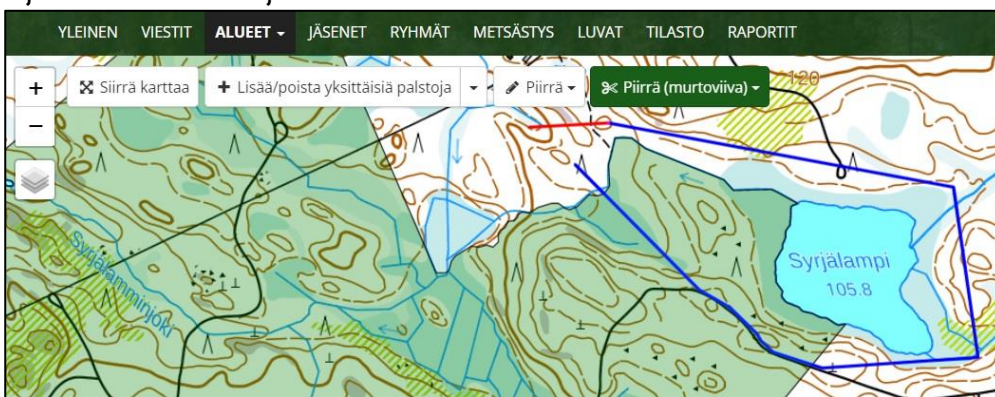 YLEINEN VIESTIT ALUEET JÄSENET RYHMÄT METSÄSTYS LUVAT TILASTO RAPORTIT
+ Siirrä karttaa + Lisää/poista yksittäisiä palstoja Piirrä Piirrä (murtoviiva)
−
120
Syrjälamminjoki
Syrjälampi
105.8